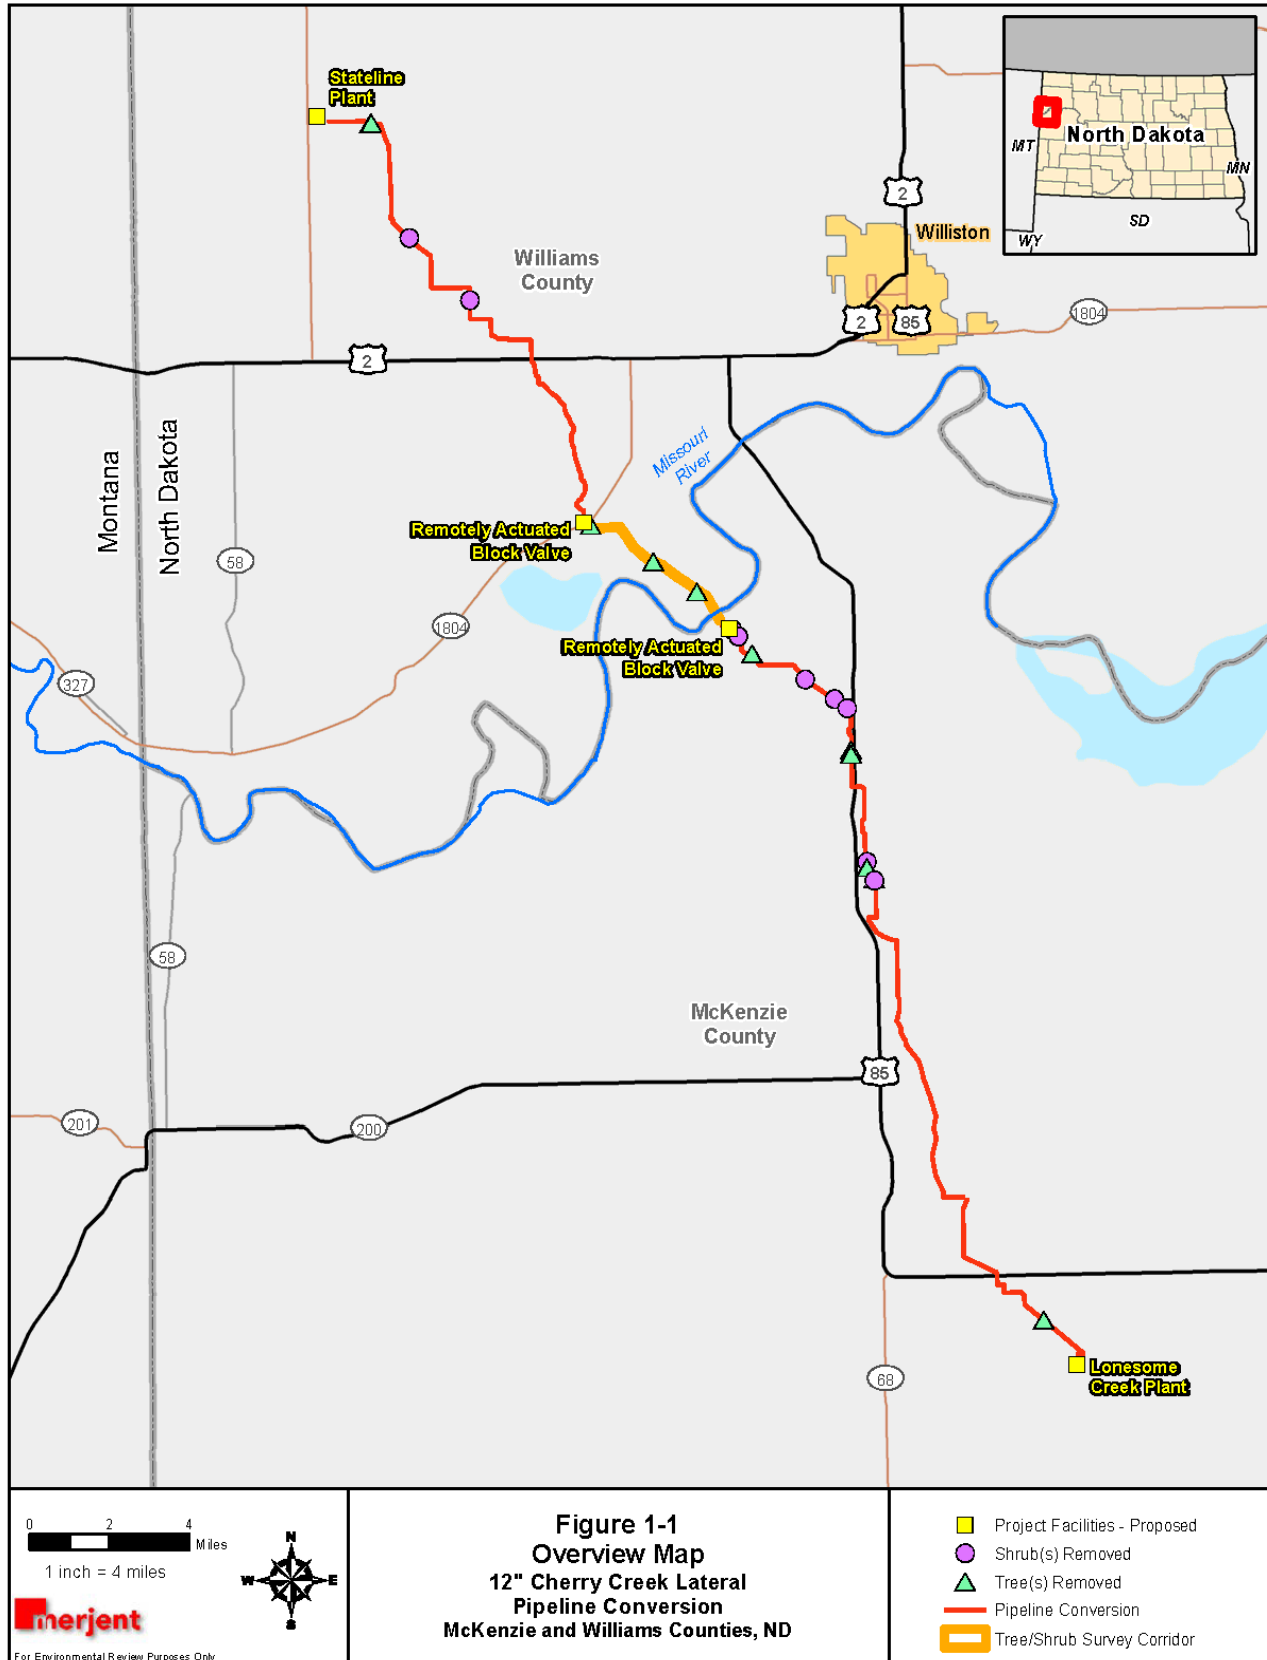 Stateline
Plant
2
North Dakota
MT
MN
SD
WY
Williston
Williams
County
2
85
1804
2
Missouri
River
Montana
North Dakota
Remotely Actuated
Block Valve
58
1804
Remotely Actuated
Block Valve
327
58
McKenzie
County
85
201
200
Lonesome
Creek Plant
68
0 2 4
Miles
1 inch = 4 miles
merjent
For Environmental Review Purposes Only
N
W E
S
Figure 1-1
Overview Map
12" Cherry Creek Lateral
Pipeline Conversion
McKenzie and Williams Counties, ND
Project Facilities - Proposed
Shrub(s) Removed
Tree(s) Removed
Pipeline Conversion
Tree/Shrub Survey Corridor